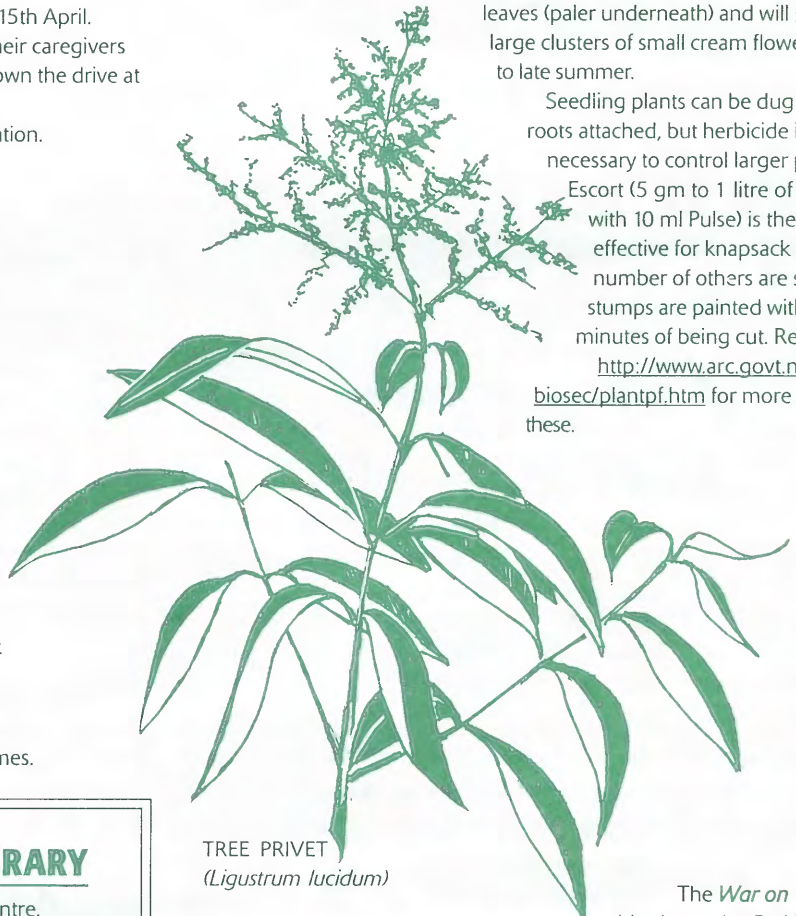 15th April.
heir caregivers
own the drive at
ation.
nes.
RARY
ntre.
leaves (paler underneath) and will
large clusters of small cream flowe
to late summer.
Seedling plants can be dug
roots attached, but herbicide i
necessary to control larger p
Escort (5 gm to 1 litre of
with 10 ml Pulse) is the
effective for knapsack
number of others are s
stumps are painted with
minutes of being cut. Re
http://www.arc.govt.n
biosec/plantpf.htm for more
these.
TREE PRIVET
(Ligustrum lucidum)
The War on